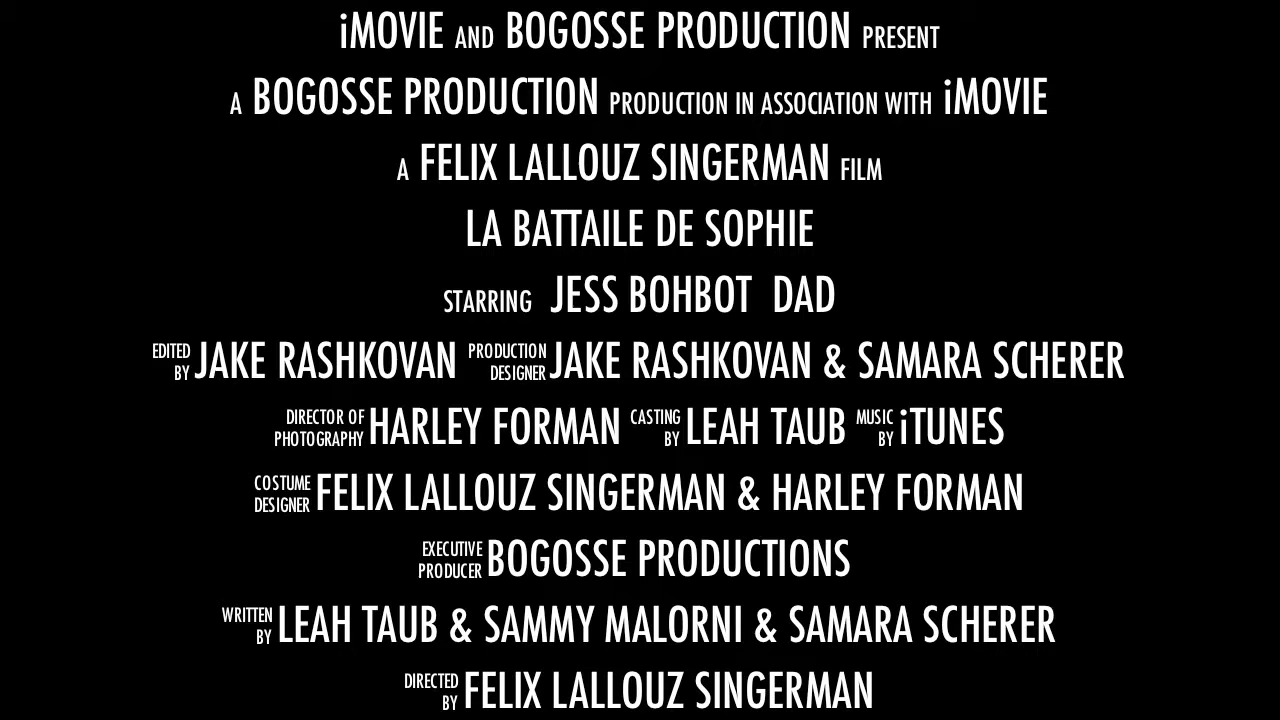 iMOVIE AND BOGOSSE PRODUCTION PRESENT
A BOGOSSE PRODUCTION PRODUCTION IN ASSOCIATION WITH iMOVIE
A FELIX LALLOUZ SINGERMAN FILM
LA BATTAILE DE SOPHIE
STARRING JESS BOHBOT DAD
EDITED BY JAKE RASHKOVAN PRODUCTION DESIGNER JAKE RASHKOVAN & SAMARA SCHERER
DIRECTOR OF PHOTOGRAPHY HARLEY FORMAN CASTING BY LEAH TAUB MUSIC BY iTUNES
COSTUME DESIGNER FELIX LALLOUZ SINGERMAN & HARLEY FORMAN
EXECUTIVE PRODUCER BOGOSSE PRODUCTIONS
WRITTEN BY LEAH TAUB & SAMMY MALORNI & SAMARA SCHERER
DIRECTED BY FELIX LALLOUZ SINGERMAN